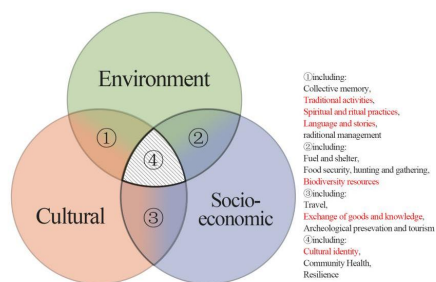 Environment
①
②
④
Cultural
③
Socio-
economic
①including:
Collective memory,
Traditional activities,
Spiritual and ritual practices,
Language and stories,
raditional management
②including:
Fuel and shelter,
Food security, hunting and gathering,
Biodiversity resources
③including:
Travel,
Exchange of goods and knowledge,
Archeological presevation and tourism
④including:
Cultural identity,
Community Health,
Resilience